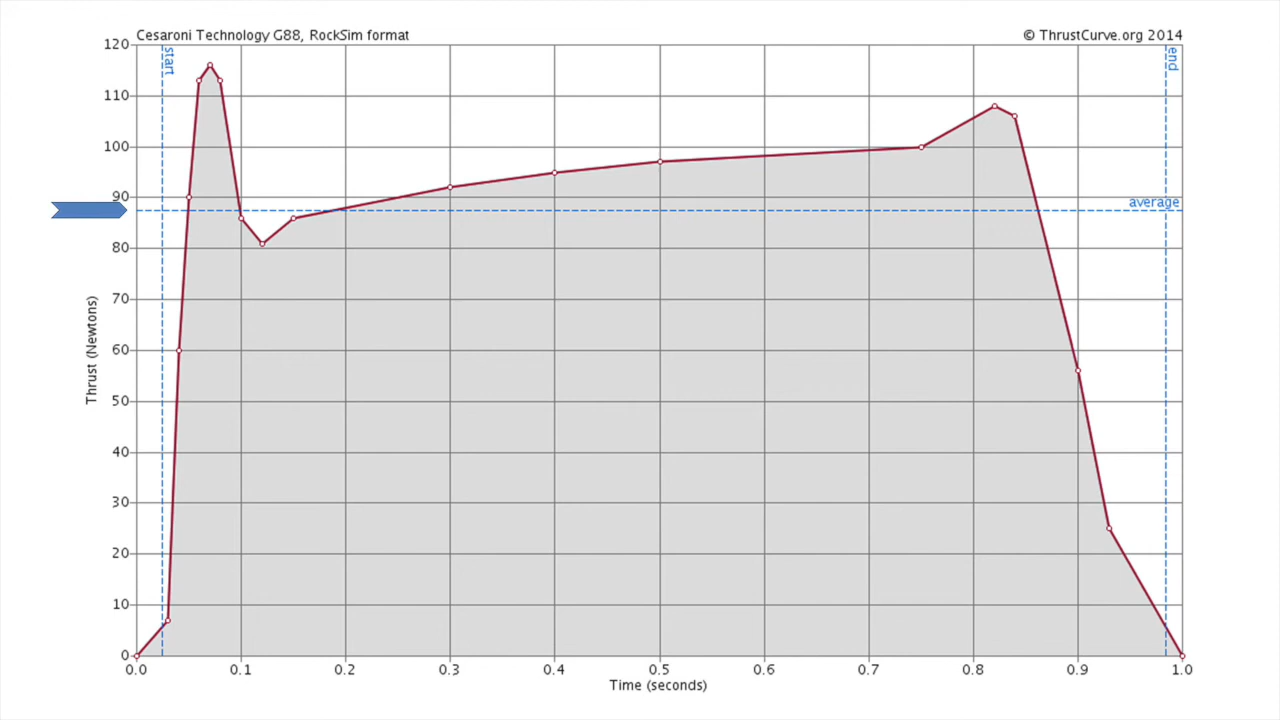 Cesaroni Technology G88, RockSim format
© ThrustCurve.org 2014
start
end
average
120
110
100
90
80
70
60
50
40
30
20
10
0
Thrust (Newtons)
0.0 0.1 0.2 0.3 0.4 0.5 0.6 0.7 0.8 0.9 1.0
Time (seconds)